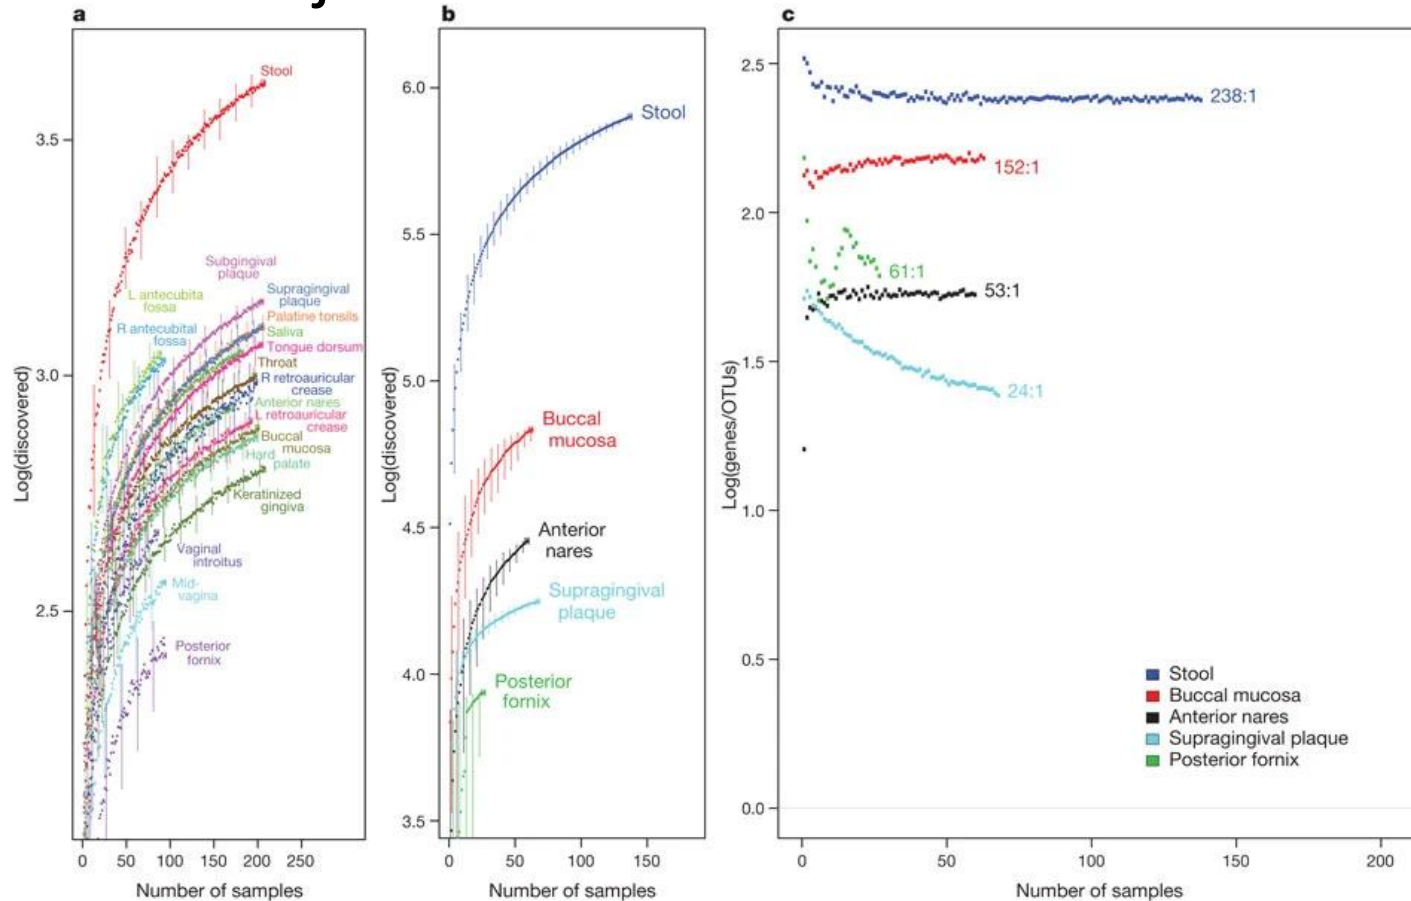 a
Log(discovered)
3.5
3.0
2.5
0 50 100 150 200 250
Number of samples
Stool
Subgingival
plaque
L antecubita
fossa
Supragingival
plaque
Palatine tonsils
R antecubital
fossa
Saliva
Tongue dorsum
Throat
R retroauricular
crease
Anterior nares
L retroauricular
crease
Buccal
mucosa
Hard
palate
Keratinized
gingiva
Vaginal
introitus
Mid-
vagina
Posterior
fornix
b
Log(discovered)
6.0
5.5
5.0
4.5
4.0
3.5
0 50 100 150
Number of samples
Stool
Buccal
mucosa
Anterior
nares
Supragingival
plaque
Posterior
fornix
c
Log(genes/OTUs)
2.5
2.0
1.5
1.0
0.5
0.0
0 50 100 150 200
Number of samples
238:1
152:1
61:1
53:1
24:1
Stool
Buccal mucosa
Anterior nares
Supragingival plaque
Posterior fornix